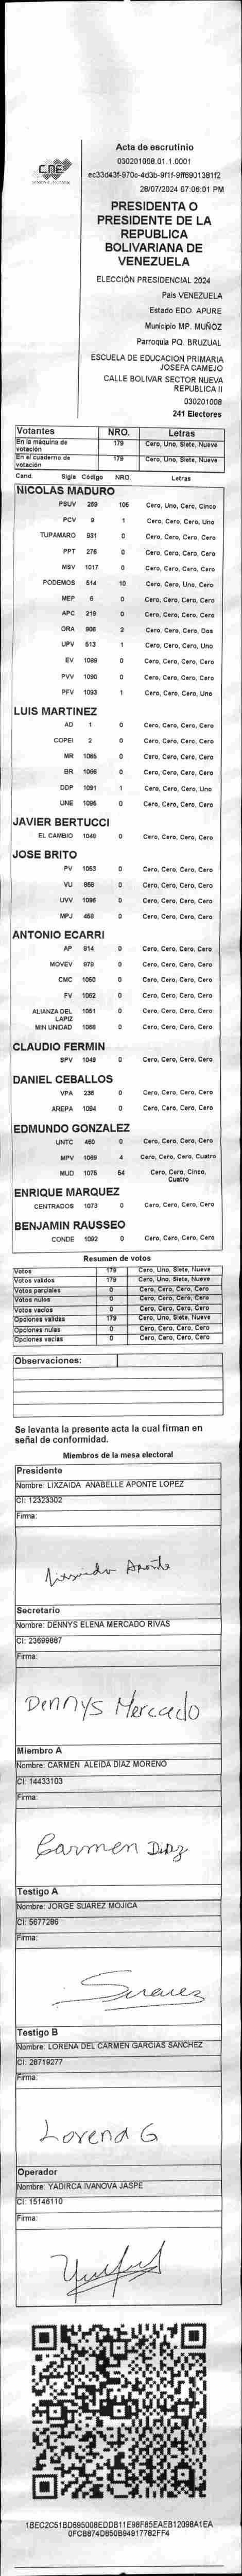 CNE
Acta de escrutinio
030201008.01.1.0001
ec33d43f-970c-4d3b-9f1f-9ff6901381f2
28/07/2024 07:06:01 PM
PRESIDENTA O
PRESIDENTE DE LA
REPUBLICA
BOLIVARIANA DE
VENEZUELA
ELECCIÓN PRESIDENCIAL 2024
País VENEZUELA
Estado EDO. APURE
Municipio MP. MUÑOZ
Parroquia PQ. BRUZUAL
ESCUELA DE EDUCACION PRIMARIA
JOSEFA CAMEJO
CALLE BOLIVAR SECTOR NUEVA
REPUBLICA II
030201008
241 Electores
Votantes NRO. Letras
En la máquina de votación 179 Cero, Uno, Siete, Nueve
En el cuaderno de votación 179 Cero, Uno, Siete, Nueve
Cand. Sigla Código NRO. Letras
NICOLAS MADURO
PSUV 269 105 Cero, Uno, Cero, Cinco
PCV 9 1 Cero, Cero, Cero, Uno
TUPAMARO 931 0 Cero, Cero, Cero, Cero
PPT 276 0 Cero, Cero, Cero, Cero
MSV 1017 0 Cero, Cero, Cero, Cero
PODEMOS 514 10 Cero, Cero, Uno, Cero
MEP 6 0 Cero, Cero, Cero, Cero
APC 219 0 Cero, Cero, Cero, Cero
ORA 906 2 Cero, Cero, Cero, Dos
UPV 513 1 Cero, Cero, Cero, Uno
EV 1089 0 Cero, Cero, Cero, Cero
PVV 1090 0 Cero, Cero, Cero, Cero
PFV 1093 1 Cero, Cero, Cero, Uno
LUIS MARTINEZ
AD 1 0 Cero, Cero, Cero, Cero
COPEI 2 0 Cero, Cero, Cero, Cero
MR 1065 0 Cero, Cero, Cero, Cero
BR 1066 0 Cero, Cero, Cero, Cero
DDP 1091 1 Cero, Cero, Cero, Uno
UNE 1095 0 Cero, Cero, Cero, Cero
JAVIER BERTUCCI
EL CAMBIO 1048 0 Cero, Cero, Cero, Cero
JOSE BRITO
PV 1053 0 Cero, Cero, Cero, Cero
VU 868 0 Cero, Cero, Cero, Cero
UVV 1096 0 Cero, Cero, Cero, Cero
MPJ 458 0 Cero, Cero, Cero, Cero
ANTONIO ECARRI
AP 814 0 Cero, Cero, Cero, Cero
MOVEV 978 0 Cero, Cero, Cero, Cero
CMC 1050 0 Cero, Cero, Cero, Cero
FV 1062 0 Cero, Cero, Cero, Cero
ALIANZA DEL LAPIZ 1051 0 Cero, Cero, Cero, Cero
MIN UNIDAD 1068 0 Cero, Cero, Cero, Cero
CLAUDIO FERMIN
SPV 1049 0 Cero, Cero, Cero, Cero
DANIEL CEBALLOS
VPA 236 0 Cero, Cero, Cero, Cero
AREPA 1094 0 Cero, Cero, Cero, Cero
EDMUNDO GONZALEZ
UNTC 460 0 Cero, Cero, Cero, Cero
MPV 1069 4 Cero, Cero, Cero, Cuatro
MUD 1075 54 Cero, Cero, Cinco, Cuatro
ENRIQUE MARQUEZ
CENTRADOS 1073 0 Cero, Cero, Cero, Cero
BENJAMIN RAUSSEO
CONDE 1092 0 Cero, Cero, Cero, Cero
Resumen de votos
Votos 179 Cero, Uno, Siete, Nueve
Votos validos 179 Cero, Uno, Siete, Nueve
Votos parciales 0 Cero, Cero, Cero, Cero
Votos nulos 0 Cero, Cero, Cero, Cero
Votos vacios 0 Cero, Cero, Cero, Cero
Opciones validas 179 Cero, Uno, Siete, Nueve
Opciones nulas 0 Cero, Cero, Cero, Cero
Opciones vacias 0 Cero, Cero, Cero, Cero
Observaciones:
Se levanta la presente acta la cual firman en
señal de conformidad.
Miembros de la mesa electoral
Presidente
Nombre: LIXZAIDA ANABELLE APONTE LOPEZ
CI: 12323302
Firma:
Aponte
Secretario
Nombre: DENNYS ELENA MERCADO RIVAS
CI: 23699887
Firma:
Dennys Mercado
Miembro A
Nombre: CARMEN ALEIDA DIAZ MORENO
CI: 14433103
Firma:
Carmen Diaz
Testigo A
Nombre: JORGE SUAREZ MOJICA
CI: 5677286
Firma:
Suarez
Testigo B
Nombre: LORENA DEL CARMEN GARCIAS SANCHEZ
CI: 28719277
Firma:
Lorena G
Operador
Nombre: YADIRCA IVANOVA JASPE
CI: 15146110
Firma:
1BEC2C51BD695008EDDB11E98F85EAEB12098A1EA
0FCB874D850B94917782FF4